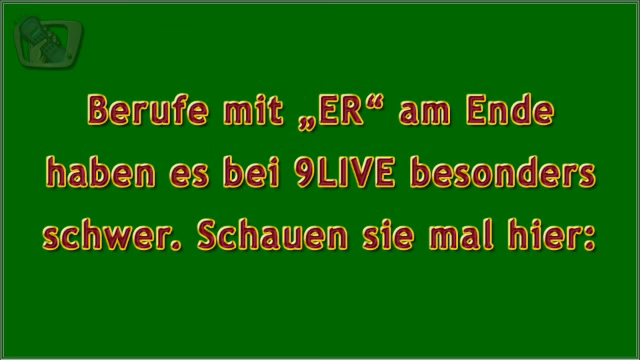 Berufe mit „ER“ am Ende
haben es bei 9LIVE besonders
schwer. Schauen sie mal hier: